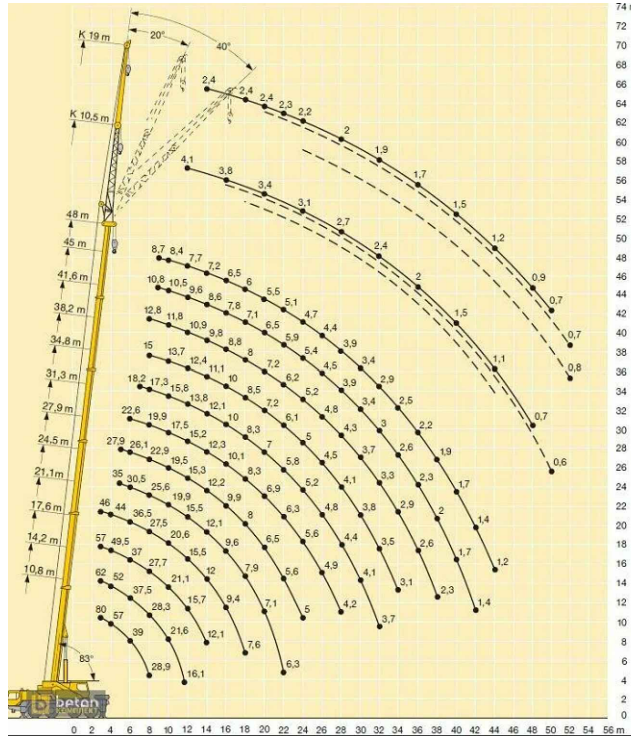 74 m
72
K 19 m
20°
40°
70
68
66
64
62
60
58
56
54
52
50
48
46
44
42
40
38
36
34
32
30
28
26
24
22
20
18
16
14
12
10
8
6
4
2
0
K 10,5 m
48 m
45 m
41,6 m
38,2 m
34,8 m
31,3 m
27,9 m
24,5 m
21,1 m
17,6 m
14,2 m
10,8 m
83°
2,4 2,4 2,4 2,3 2,2 2 1,9 1,7 1,5 1,2 0,9 0,7
0,7
0,8
4,1 3,8 3,4 3,1 2,7 2,4 2 1,5 1,1 0,7
0,6
8,7 8,4 7,7 7,2 6,5 6 5,5 5,1 4,7 4,4 3,9 3,4 2,9 2,5 2,2 1,9 1,7 1,4 1,2
10,8 10,5 9,6 8,6 7,8 7,1 6,5 5,9 5,4 4,5 3,9 3,4 3 2,6 2,3 2 1,7 1,4
12,8 11,8 10,9 9,8 8,8 8 7,2 6,2 5,2 4,8 4,3 3,7 3,3 2,9 2,6 2,3
15 13,7 12,4 11,1 10 8,5 7,2 6,1 5 4,5 4,1 3,8 3,5 3,1
18,2 17,3 15,8 13,8 12,1 10 8,3 7 5,8 5,2 4,8 4,4 4,1 3,7
22,6 19,9 17,5 15,2 12,3 10,1 8,3 6,9 6,3 5,6 4,9 4,2
27,9 26,1 22,9 19,5 15,3 12,2 9,9 8 6,5 5,6 5
35 30,5 25,6 19,9 15,5 12,1 9,6 7,9 7,1 6,3
46 44 36,5 27,5 20,6 15,5 12 9,4 7,6
57 49,5 37 27,7 21,1 15,7 12,1
62 52 37,5 28,3 21,6 16,1
80 57 39 28,9
beton
0 2 4 6 8 10 12 14 16 18 20 22 24 26 28 30 32 34 36 38 40 42 44 46 48 50 52 54 56 m